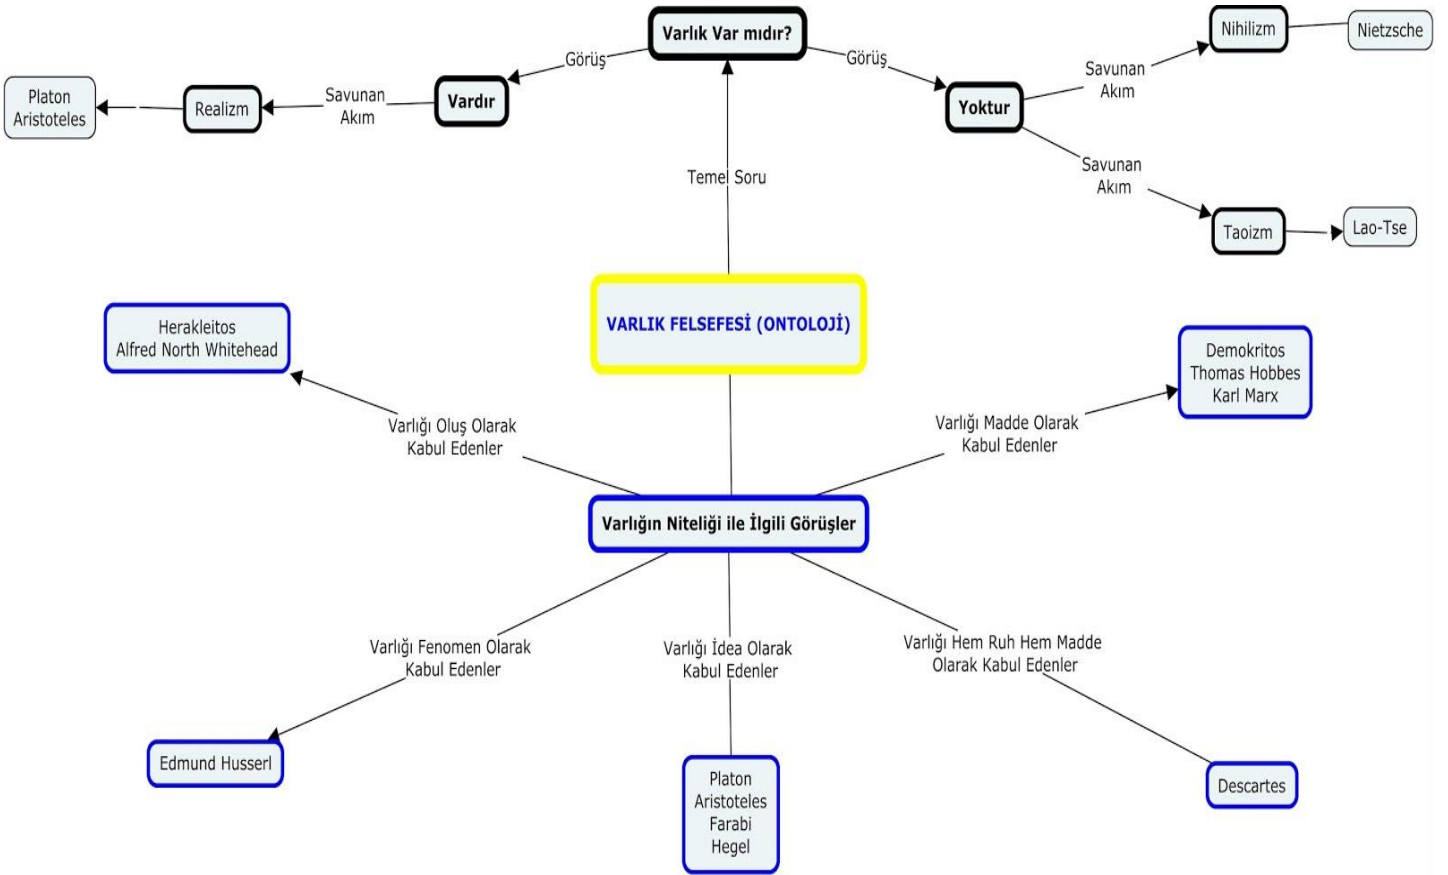 Varlık Var mıdır?
Görüş
Vardır
Savunan
Akım
Realizm
Platon
Aristoteles
Görüş
Yoktur
Savunan
Akım
Nihilizm
Nietzsche
Savunan
Akım
Taoizm
Lao-Tse
Temel Soru
VARLIK FELSEFESİ (ONTOLOJİ)
Herakleitos
Alfred North Whitehead
Varlığı Oluş Olarak
Kabul Edenler
Demokritos
Thomas Hobbes
Karl Marx
Varlığı Madde Olarak
Kabul Edenler
Varlığın Niteliği ile İlgili Görüşler
Varlığı Fenomen Olarak
Kabul Edenler
Edmund Husserl
Varlığı İdea Olarak
Kabul Edenler
Platon
Aristoteles
Farabi
Hegel
Varlığı Hem Ruh Hem Madde
Olarak Kabul Edenler
Descartes